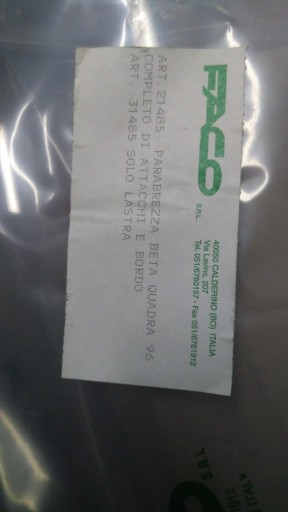 FACO
S.R.L.
40050 CALDERINO (BO) ITALIA
Via Lavino, 207
Tel. 051/6760157 - Fax 051/6761912
ART. 21485 PARABREZZA BETA QUADRA 96
COMPLETO DI ATTACCHI E BORDO
ART. 31485 SOLO LASTRA
S.R.L.